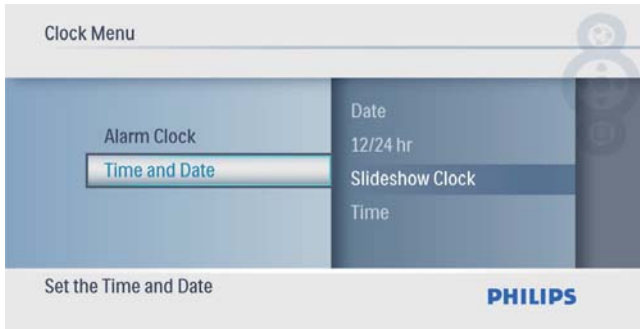 Clock Menu
Alarm Clock
Time and Date
Date
12/24 hr
Slideshow Clock
Time
Set the Time and Date
PHILIPS